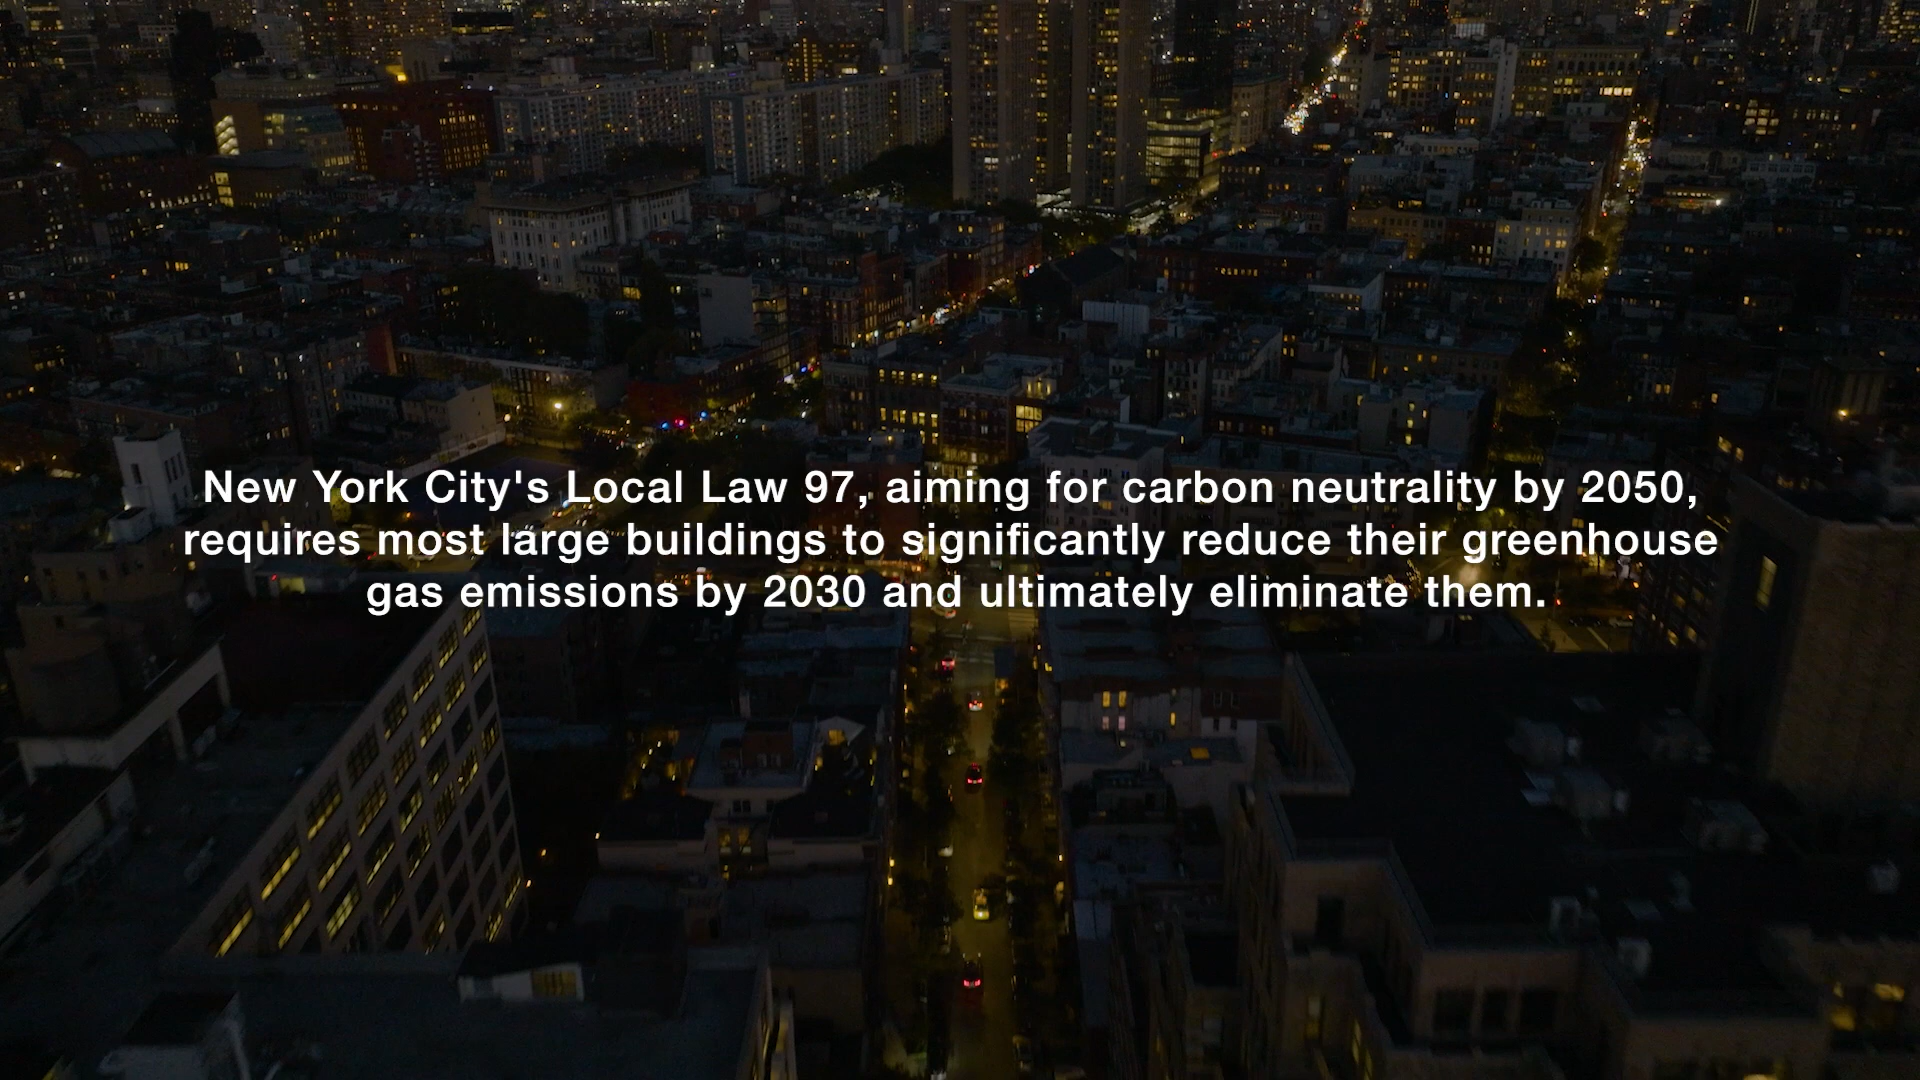 New York City's Local Law 97, aiming for carbon neutrality by 2050,
requires most large buildings to significantly reduce their greenhouse
gas emissions by 2030 and ultimately eliminate them.